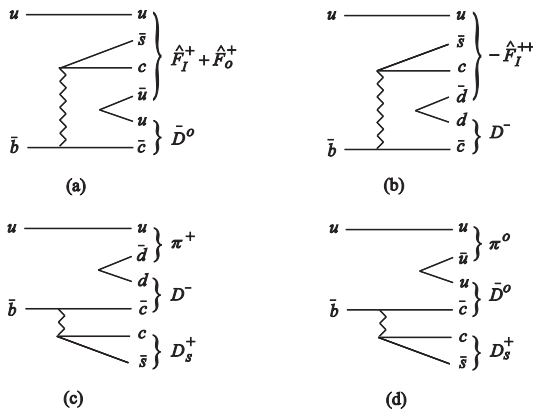 u u
s̄
c F̂_I^+ + F̂_o^+
ū
u
b̄ c̄ D̄^o
(a)
u u
s̄
c − F̂_I^{++}
d̄
d
b̄ c̄ D^−
(b)
u u
d̄ π^+
d
b̄ c̄ D^−
c
s̄ D_s^+
(c)
u u
ū π^o
u
b̄ c̄ D̄^o
c
s̄ D_s^+
(d)